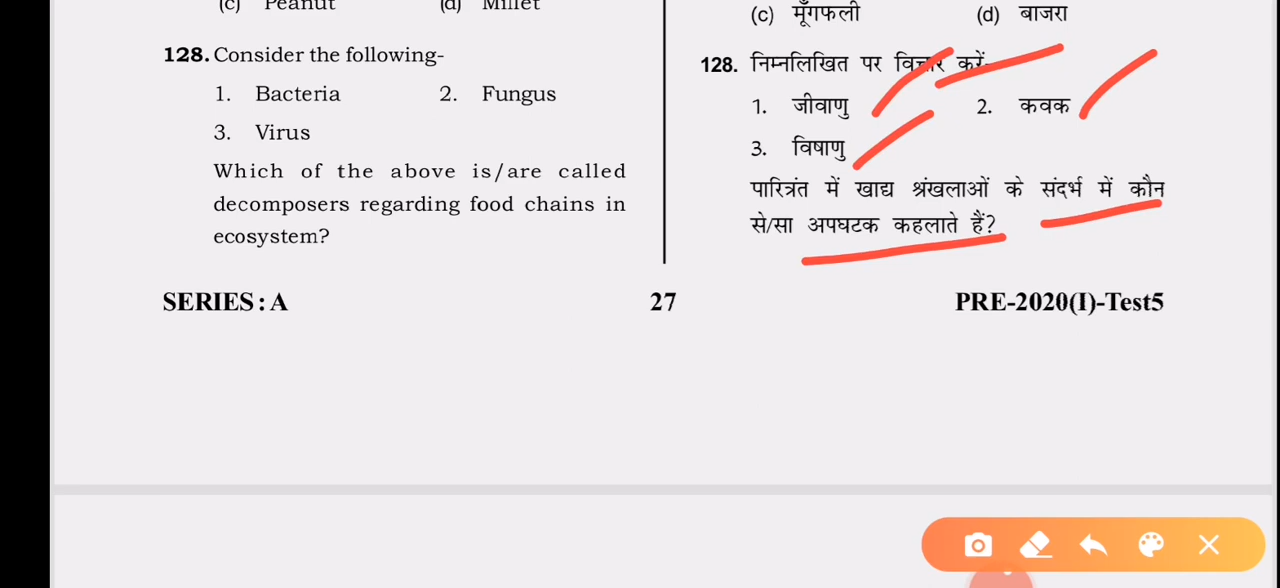 (c) Peanut (d) Millet
128. Consider the following-
1. Bacteria 2. Fungus
3. Virus
Which of the above is/are called
decomposers regarding food chains in
ecosystem?
(c) मूँगफली (d) बाजरा
128. निम्नलिखित पर विचार करें-
1. जीवाणु 2. कवक
3. विषाणु
पारित्रंत में खाद्य श्रंखलाओं के संदर्भ में कौन
से/सा अपघटक कहलाते हैं?
SERIES : A 27 PRE-2020(I)-Test5